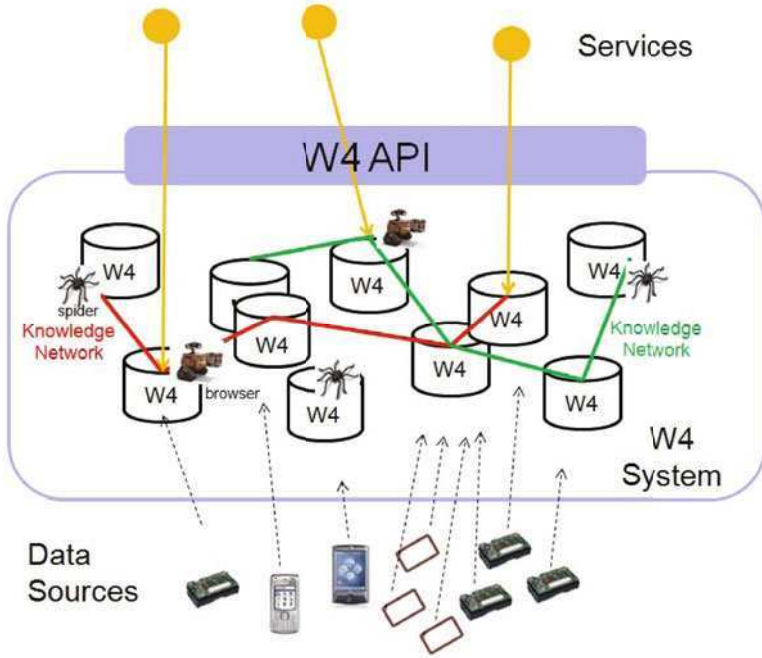 Services
W4 API
W4
W4
W4
spider
W4
Knowledge
Network
Knowledge
Network
W4
W4
W4
browser
W4
W4
W4
System
Data
Sources